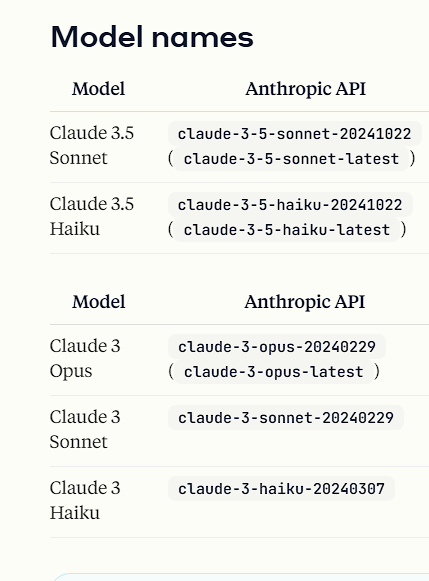 Model names
Model Anthropic API
Claude 3.5 claude-3-5-sonnet-20241022
Sonnet ( claude-3-5-sonnet-latest )
Claude 3.5 claude-3-5-haiku-20241022
Haiku ( claude-3-5-haiku-latest )
Model Anthropic API
Claude 3 claude-3-opus-20240229
Opus ( claude-3-opus-latest )
Claude 3 claude-3-sonnet-20240229
Sonnet
Claude 3 claude-3-haiku-20240307
Haiku